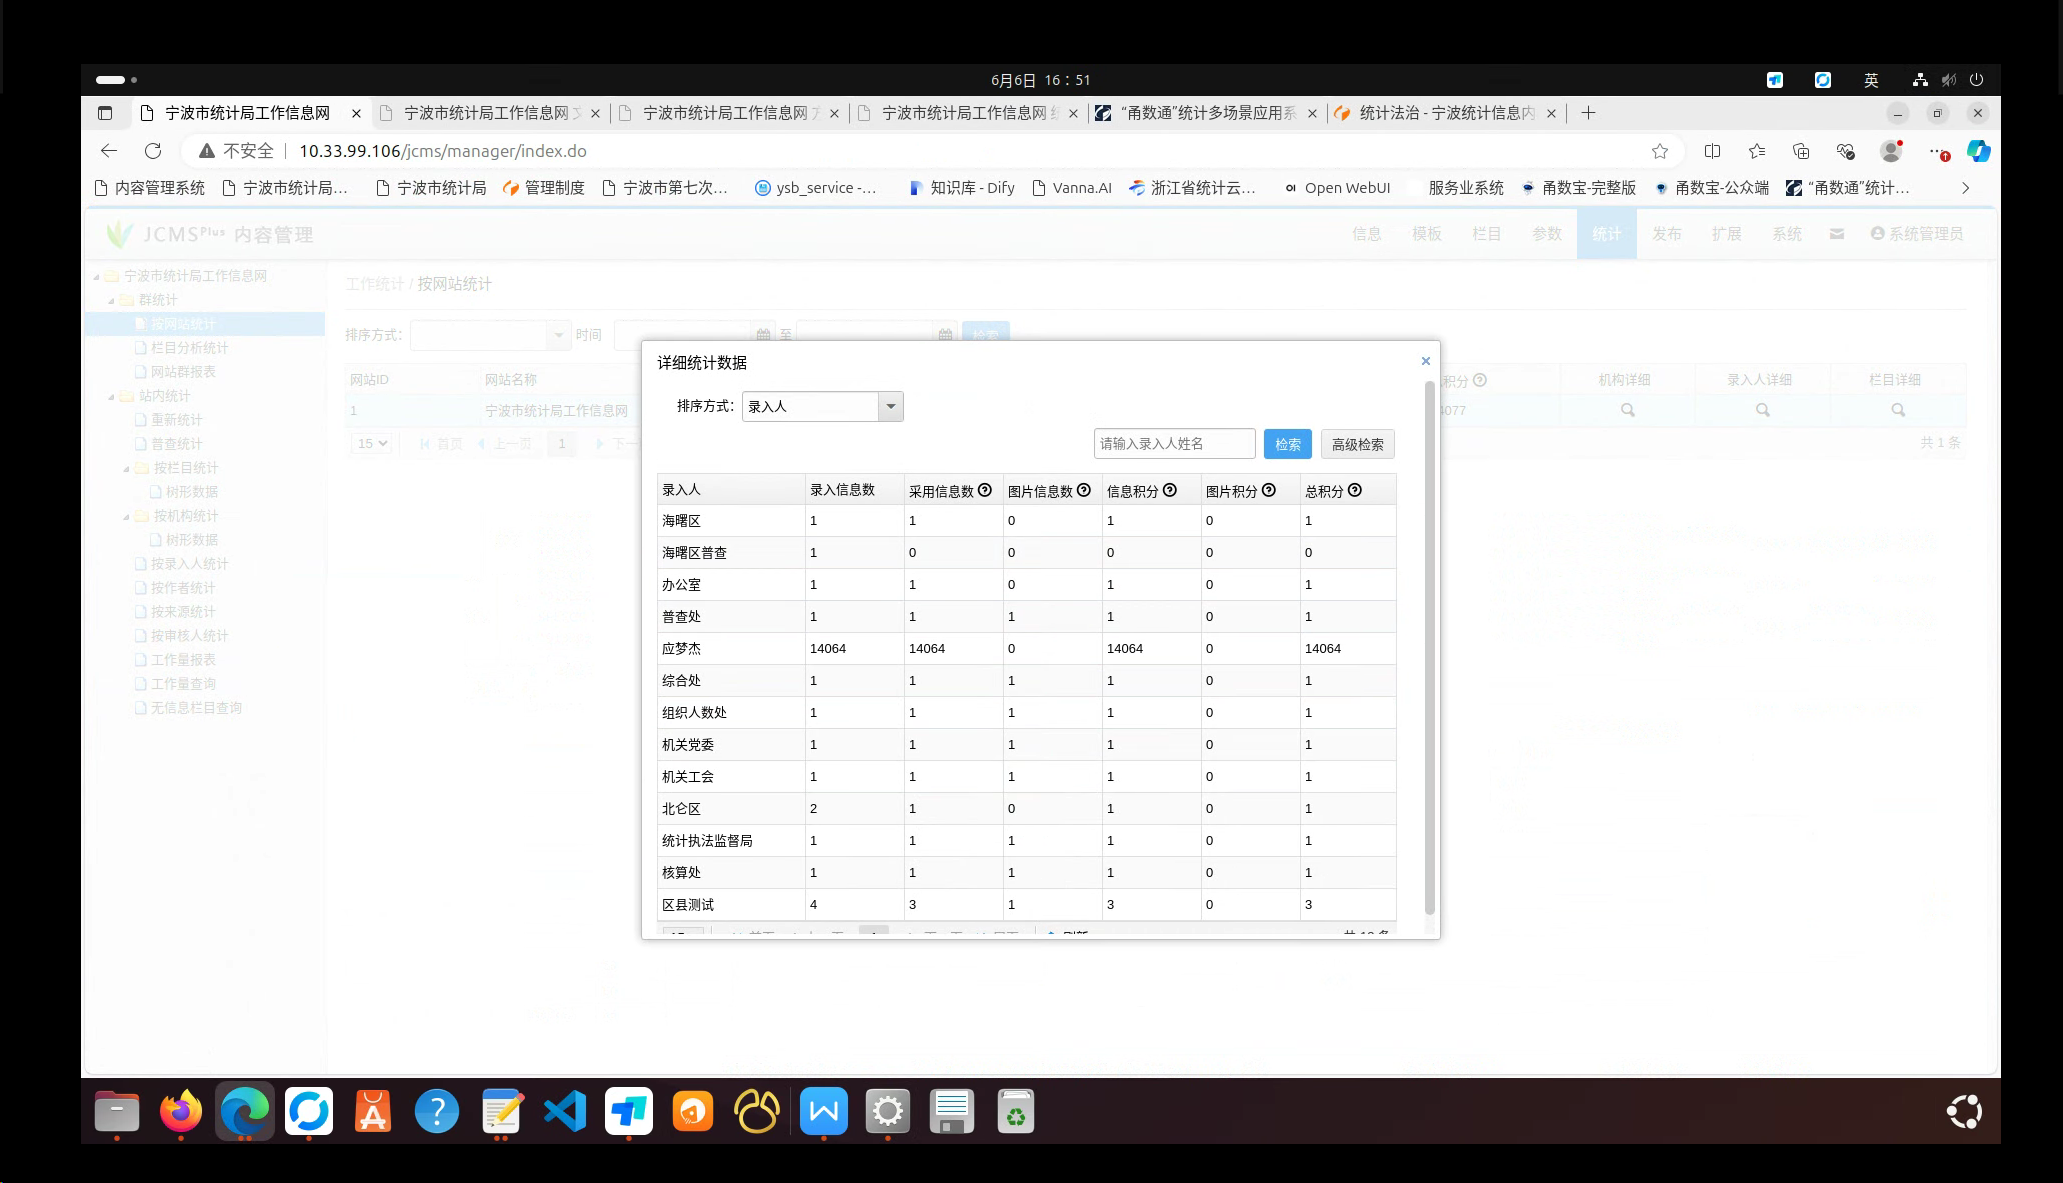 6月6日 16：51
英
宁波市统计局工作信息网
宁波市统计局工作信息网
宁波市统计局工作信息网
宁波市统计局工作信息网
“甬数通”统计多场景应用系
统计法治 - 宁波统计信息内
不安全 10.33.99.106/jcms/manager/index.do
内容管理系统 宁波市统计局... 宁波市统计局 管理制度 宁波市第七次... ysb_service -... 知识库 - Dify Vanna.AI 浙江省统计云... Open WebUI 服务业系统 甬数宝-完整版 甬数宝-公众端 “甬数通”统计...
JCMSPlus 内容管理
信息 模板 栏目 参数 统计 发布 扩展 系统 系统管理员
宁波市统计局工作信息网
群统计
按网站统计
栏目分析统计
网站群报表
站内统计
重新统计
普查统计
按栏目统计
树形数据
按机构统计
树形数据
按录入人统计
按作者统计
按来源统计
按审核人统计
工作量报表
工作量查询
无信息栏目查询
工作统计 / 按网站统计
排序方式: 时间 至 检索
网站ID 网站名称 积分 机构详细 录入人详细 栏目详细
1 宁波市统计局工作信息网 4077
15 首页 上一页 1 下一 共 1 条
详细统计数据
排序方式: 录入人
请输入录入人姓名 检索 高级检索
录入人 录入信息数 采用信息数 图片信息数 信息积分 图片积分 总积分
海曙区 1 1 0 1 0 1
海曙区普查 1 0 0 0 0 0
办公室 1 1 0 1 0 1
普查处 1 1 1 1 0 1
应梦杰 14064 14064 0 14064 0 14064
综合处 1 1 1 1 0 1
组织人数处 1 1 1 1 0 1
机关党委 1 1 1 1 0 1
机关工会 1 1 1 1 0 1
北仑区 2 1 0 1 0 1
统计执法监督局 1 1 1 1 0 1
核算处 1 1 1 1 0 1
区县测试 4 3 1 3 0 3